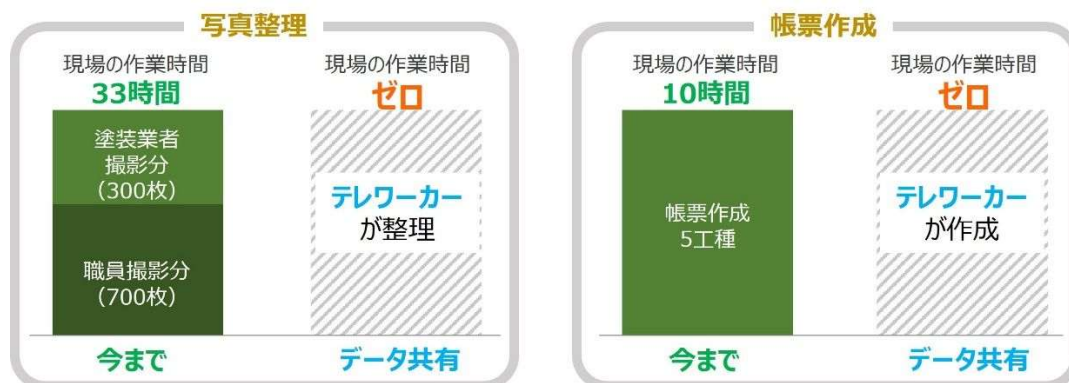 写真整理
現場の作業時間
33時間
塗装業者
撮影分
（300枚）
職員撮影分
（700枚）
今まで
現場の作業時間
ゼロ
テレワーカー
が整理
データ共有
帳票作成
現場の作業時間
10時間
帳票作成
5工種
今まで
現場の作業時間
ゼロ
テレワーカー
が作成
データ共有